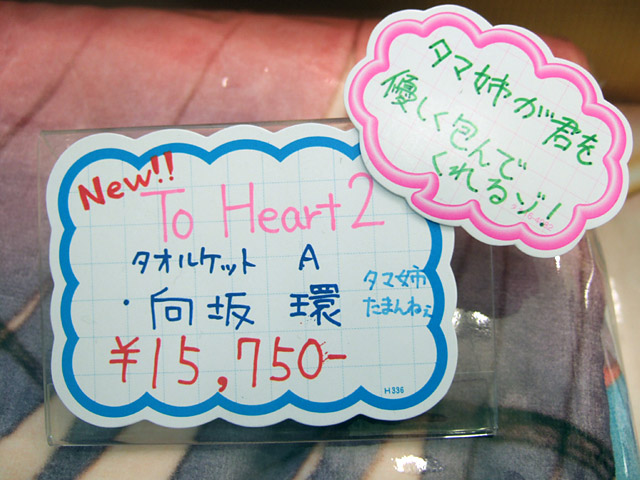 New!!
To Heart 2
タオルケット A
・向坂 環
タマ姉
たまんねぇ
¥15,750-
H336
タマ姉が君を
優しく包んで
くれるゾ!